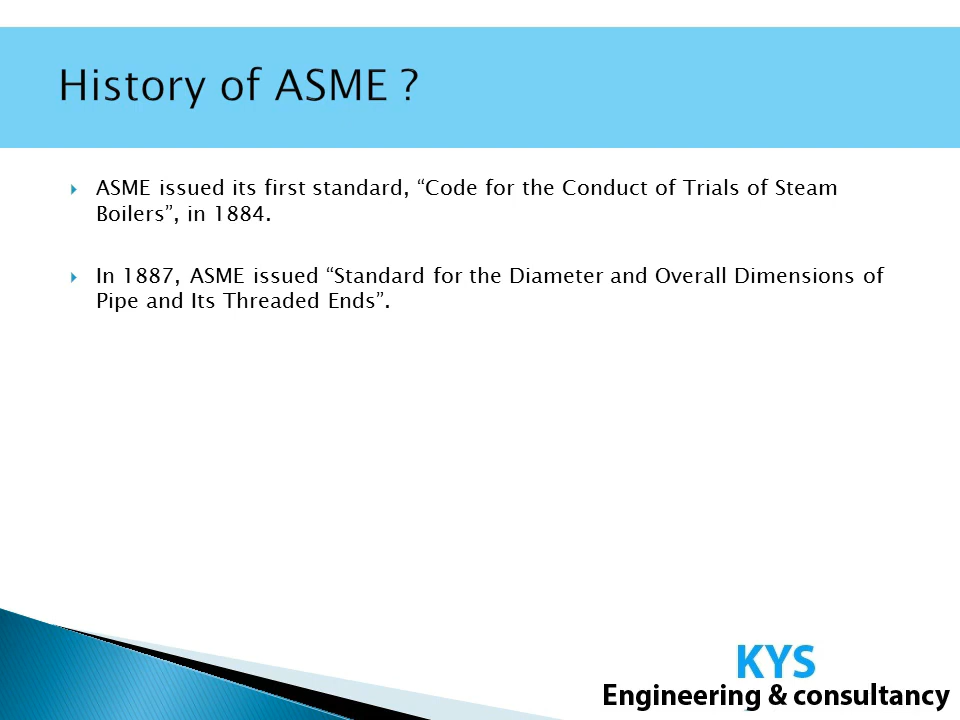 History of ASME ?
ASME issued its first standard, “Code for the Conduct of Trials of Steam
Boilers”, in 1884.
In 1887, ASME issued “Standard for the Diameter and Overall Dimensions of
Pipe and Its Threaded Ends”.
KYS
Engineering & consultancy